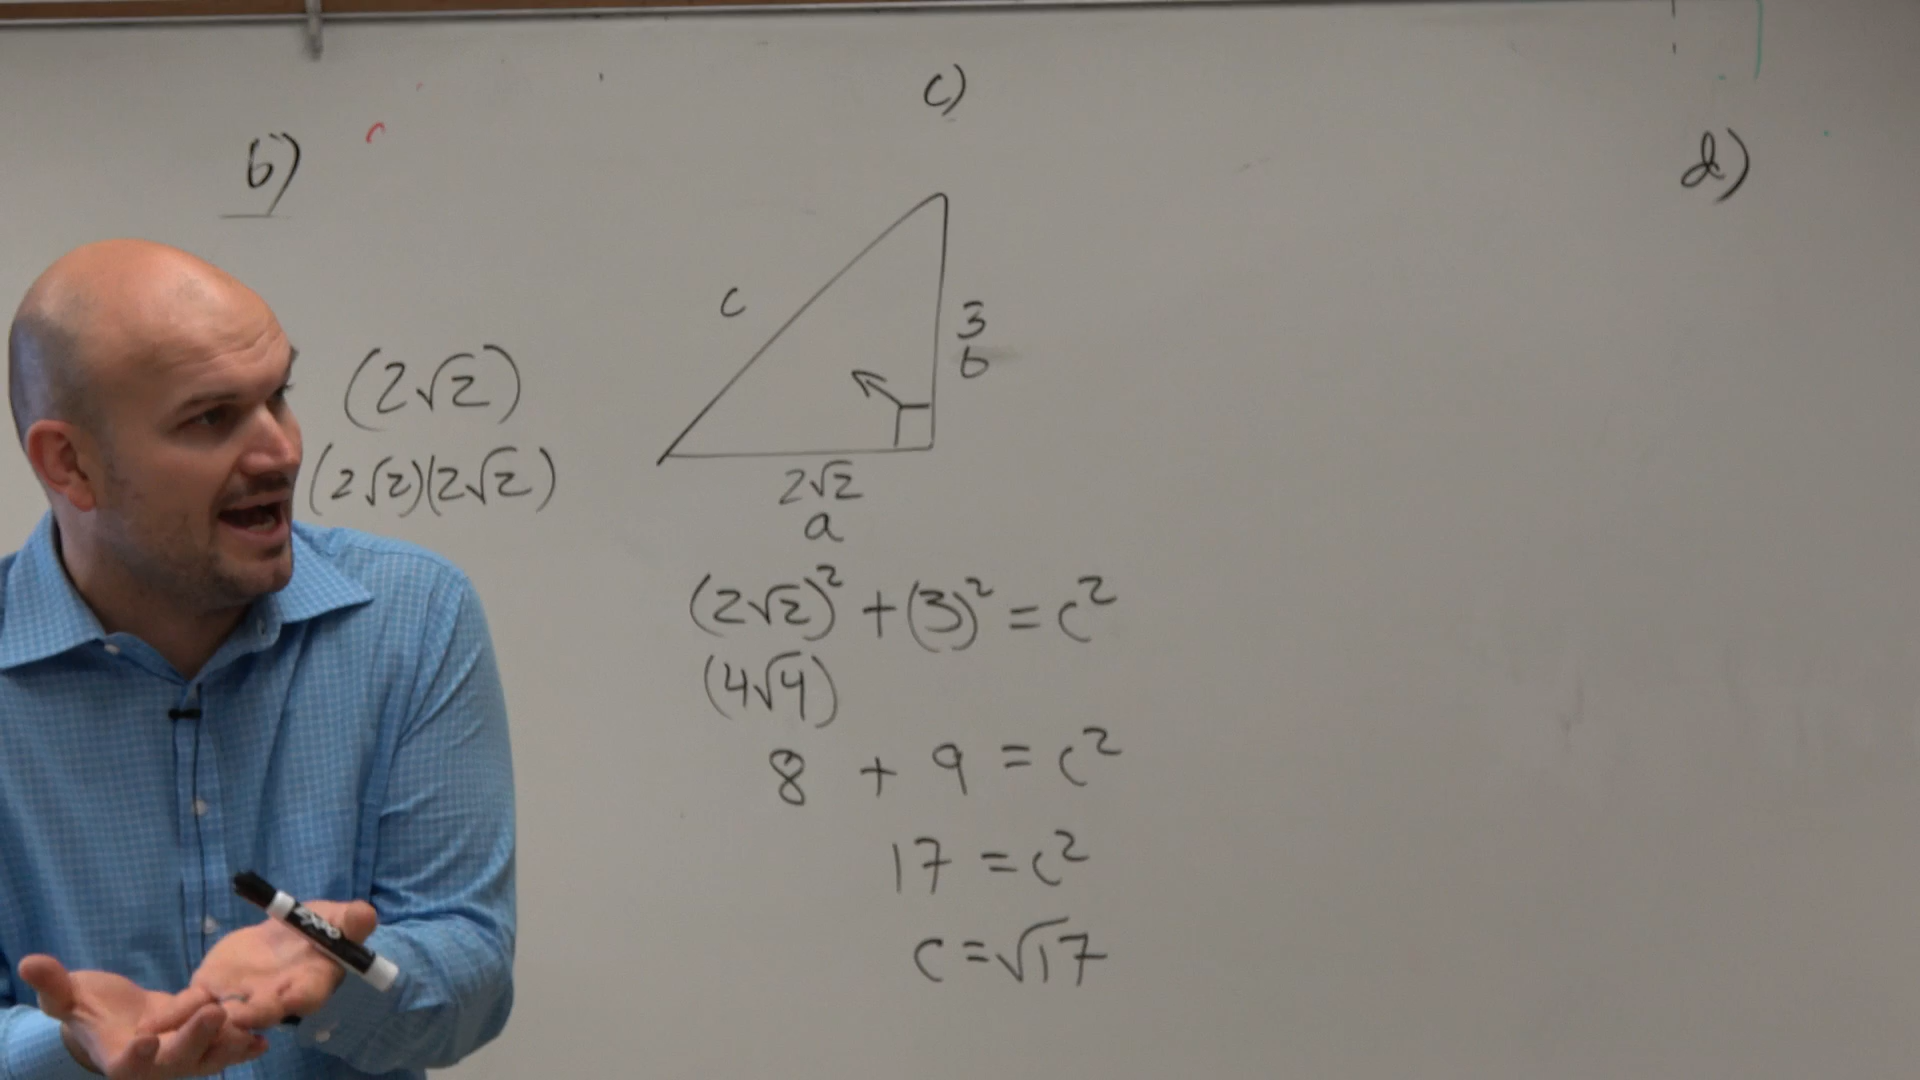 b)
(2√2)
(2√2)(2√2)
c)
c
3
b
2√2
a
(2√2)² + (3)² = c²
(4√4)
8 + 9 = c²
17 = c²
c = √17
d)
EXPO